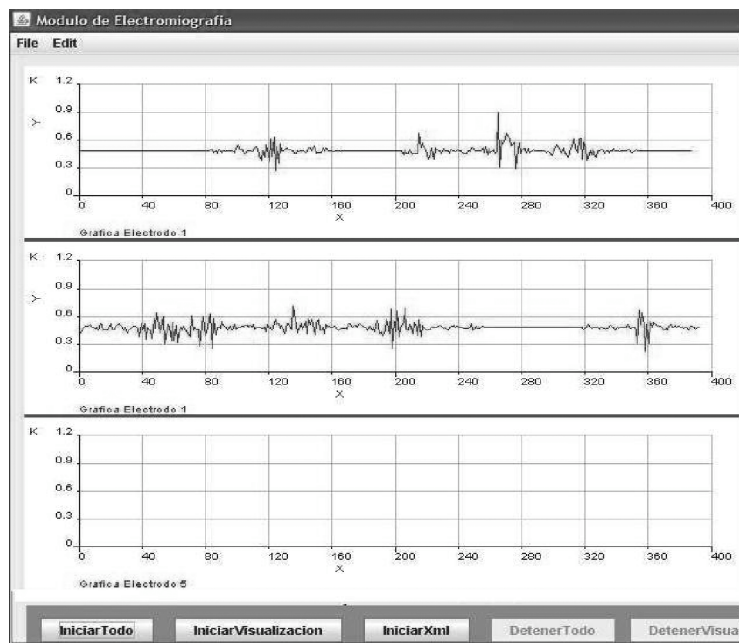 Modulo de Electromiografia
File Edit
K 1.2
0.9
Y
0.6
0.3
0
0 40 80 120 160 200 240 280 320 360 400
X
Grafica Electrodo 1
K 1.2
0.9
Y
0.6
0.3
0
0 40 80 120 160 200 240 280 320 360 400
X
Grafica Electrodo 1
K 1.2
0.9
Y
0.6
0.3
0
0 40 80 120 160 200 240 280 320 360 400
X
Grafica Electrodo 5
IniciarTodo IniciarVisualizacion IniciarXml DetenerTodo DetenerVisua